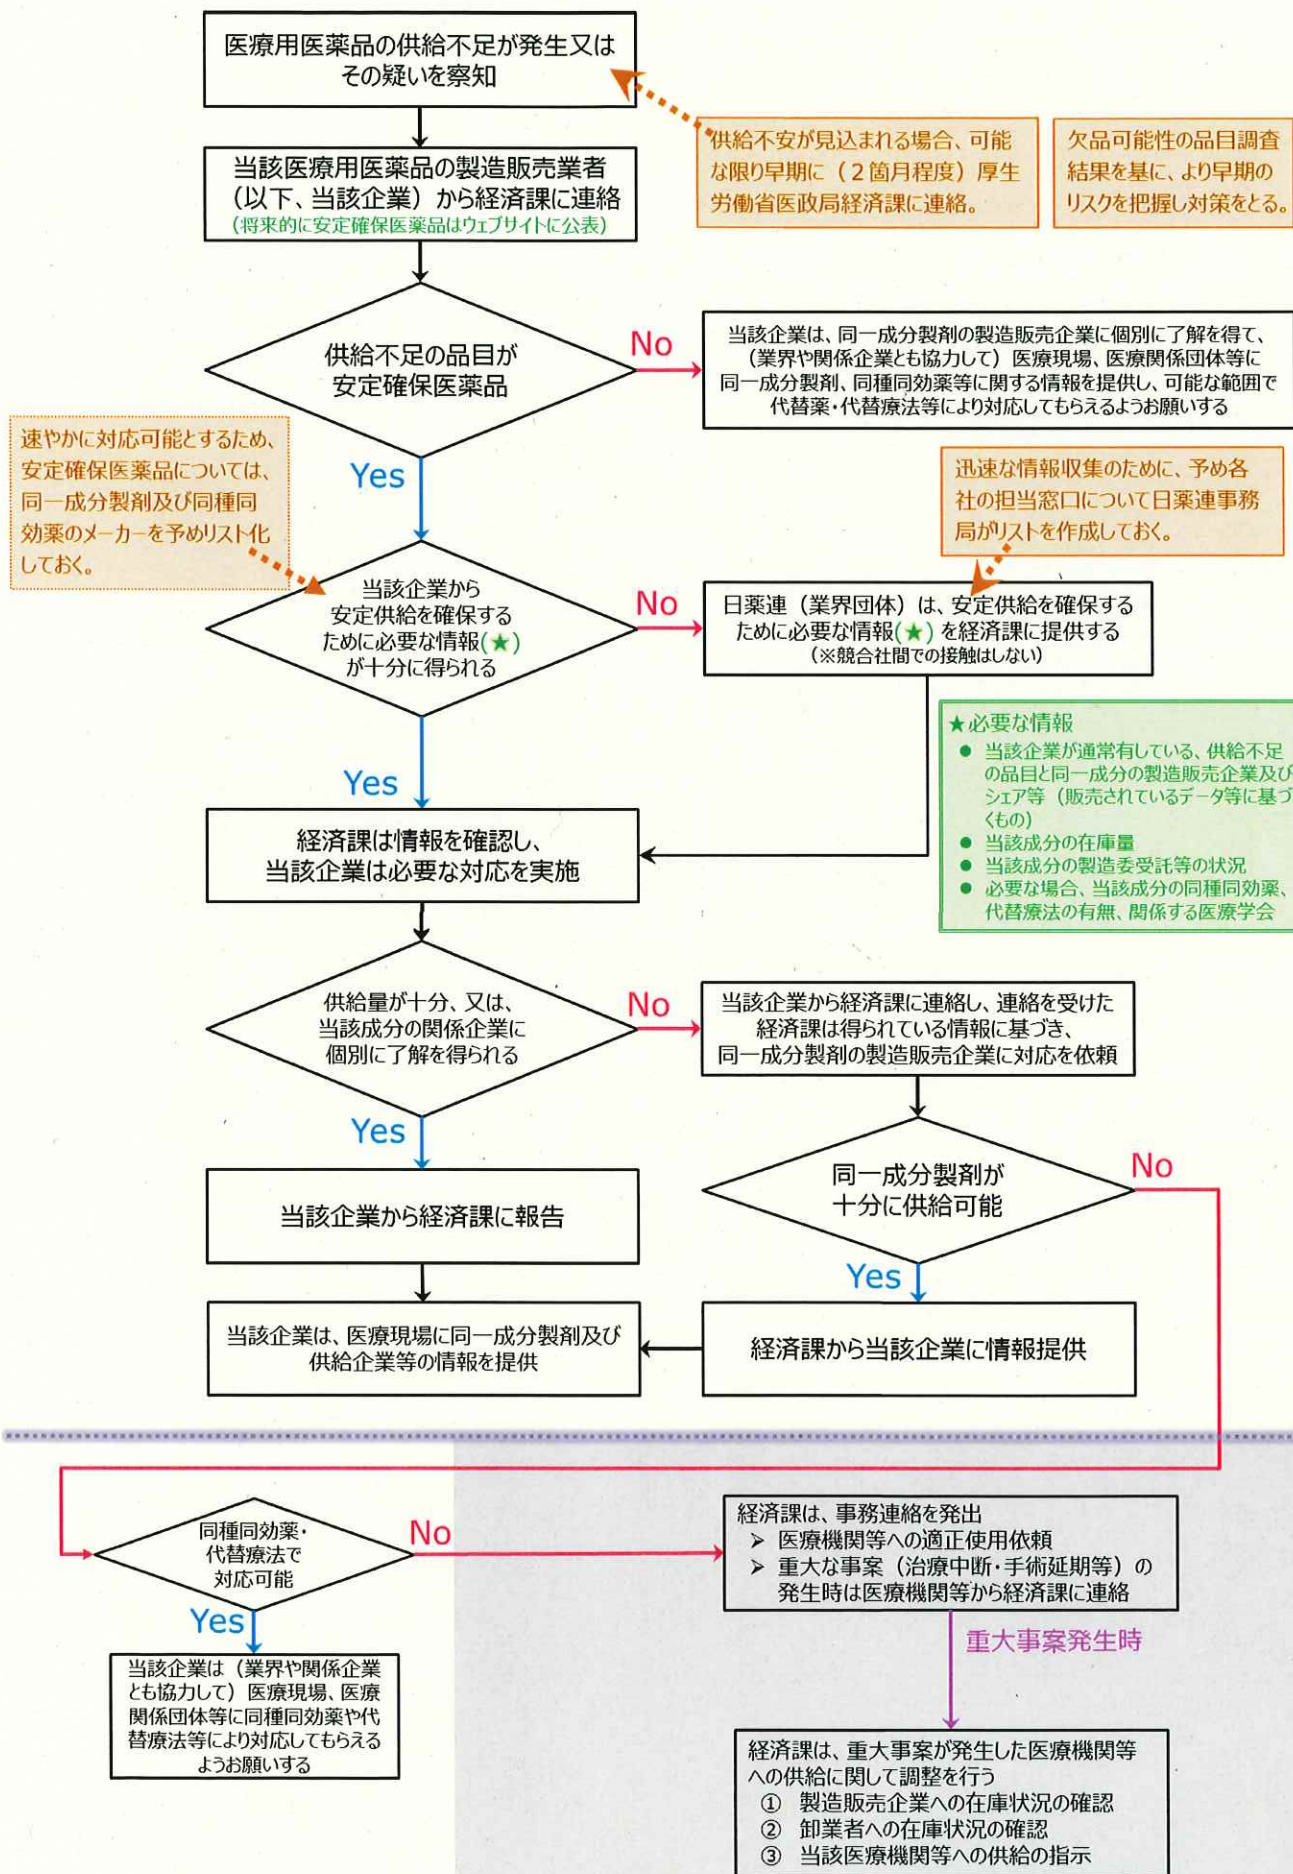 医療用医薬品の供給不足が発生又は
その疑いを察知
供給不安が見込まれる場合、可能
な限り早期に（２箇月程度）厚生
労働省医政局経済課に連絡。
欠品可能性の品目調査
結果を基に、より早期の
リスクを把握し対策をとる。
当該医療用医薬品の製造販売業者
（以下、当該企業）から経済課に連絡
（将来的に安定確保医薬品はウェブサイトに公表）
供給不足の品目が
安定確保医薬品
No
当該企業は、同一成分製剤の製造販売企業に個別に了解を得て、
（業界や関係企業とも協力して）医療現場、医療関係団体等に
同一成分製剤、同種同効薬等に関する情報を提供し、可能な範囲で
代替薬・代替療法等により対応してもらえるようお願いする
速やかに対応可能とするため、
安定確保医薬品については、
同一成分製剤及び同種同
効薬のメーカーを予めリスト化
しておく。
Yes
迅速な情報収集のために、予め各
社の担当窓口について日薬連事務
局がリストを作成しておく。
当該企業から
安定供給を確保する
ために必要な情報(★)
が十分に得られる
No
日薬連（業界団体）は、安定供給を確保する
ために必要な情報(★)を経済課に提供する
（※競合社間での接触はしない）
★必要な情報
● 当該企業が通常有している、供給不足
の品目と同一成分の製造販売企業及び
シェア等（販売されているデータ等に基づ
くもの）
● 当該成分の在庫量
● 当該成分の製造委受託等の状況
● 必要な場合、当該成分の同種同効薬、
代替療法の有無、関係する医療学会
Yes
経済課は情報を確認し、
当該企業は必要な対応を実施
供給量が十分、又は、
当該成分の関係企業に
個別に了解を得られる
No
当該企業から経済課に連絡し、連絡を受けた
経済課は得られている情報に基づき、
同一成分製剤の製造販売企業に対応を依頼
Yes
同一成分製剤が
十分に供給可能
No
当該企業から経済課に報告
Yes
当該企業は、医療現場に同一成分製剤及び
供給企業等の情報を提供
経済課から当該企業に情報提供
同種同効薬・
代替療法で
対応可能
No
経済課は、事務連絡を発出
➢ 医療機関等への適正使用依頼
➢ 重大な事案（治療中断・手術延期等）の
発生時は医療機関等から経済課に連絡
Yes
重大事案発生時
当該企業は（業界や関係企業
とも協力して）医療現場、医療
関係団体等に同種同効薬や代
替療法等により対応してもらえる
ようお願いする
経済課は、重大事案が発生した医療機関等
への供給に関して調整を行う
① 製造販売企業への在庫状況の確認
② 卸業者への在庫状況の確認
③ 当該医療機関等への供給の指示